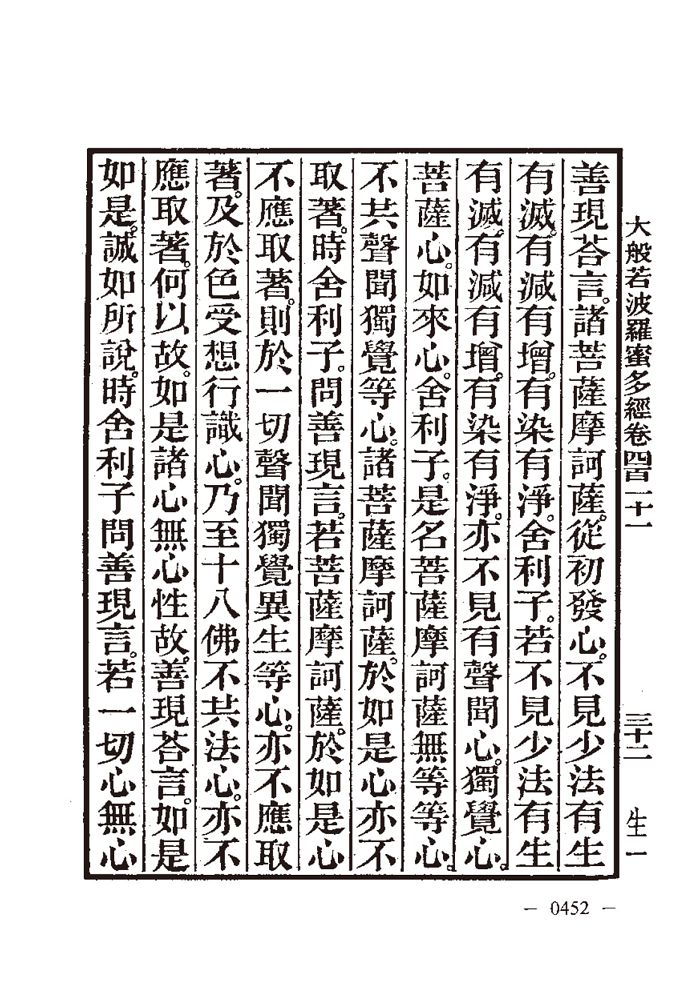 大般若波羅蜜多經卷四百二十一　三十二　生一
善現荅言。諸菩薩摩訶薩。從初發心。不見少法有生
有滅。有減有增。有染有淨。舍利子。若不見少法有生
有滅。有減有增。有染有淨。亦不見有聲聞心。獨覺心。
菩薩心。如來心。舍利子。是名菩薩摩訶薩無等等心。
不共聲聞獨覺等心。諸菩薩摩訶薩。於如是心亦不
取著。時舍利子。問善現言。若菩薩摩訶薩。於如是心
不應取著。則於一切聲聞獨覺異生等心。亦不應取
著。及於色受想行識心。乃至十八佛不共法心。亦不
應取著。何以故。如是諸心無心性故。善現荅言。如是
如是。誠如所說。時舍利子問善現言。若一切心無心
— 0452 —